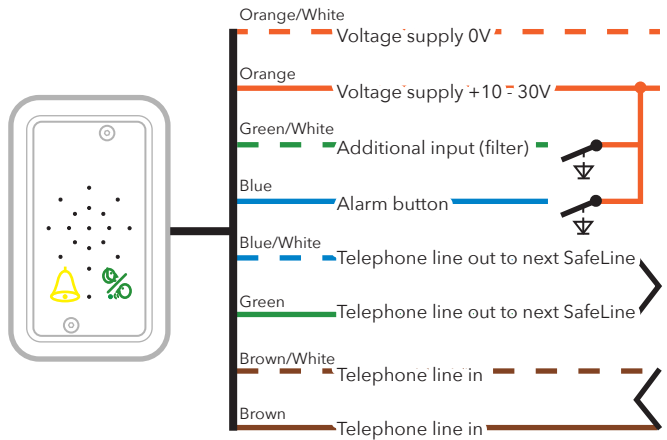 Orange/White
Voltage supply 0V
Orange
Voltage supply +10 - 30V
Green/White
Additional input (filter)
Blue
Alarm button
Blue/White
Telephone line out to next SafeLine
Green
Telephone line out to next SafeLine
Brown/White
Telephone line in
Brown
Telephone line in